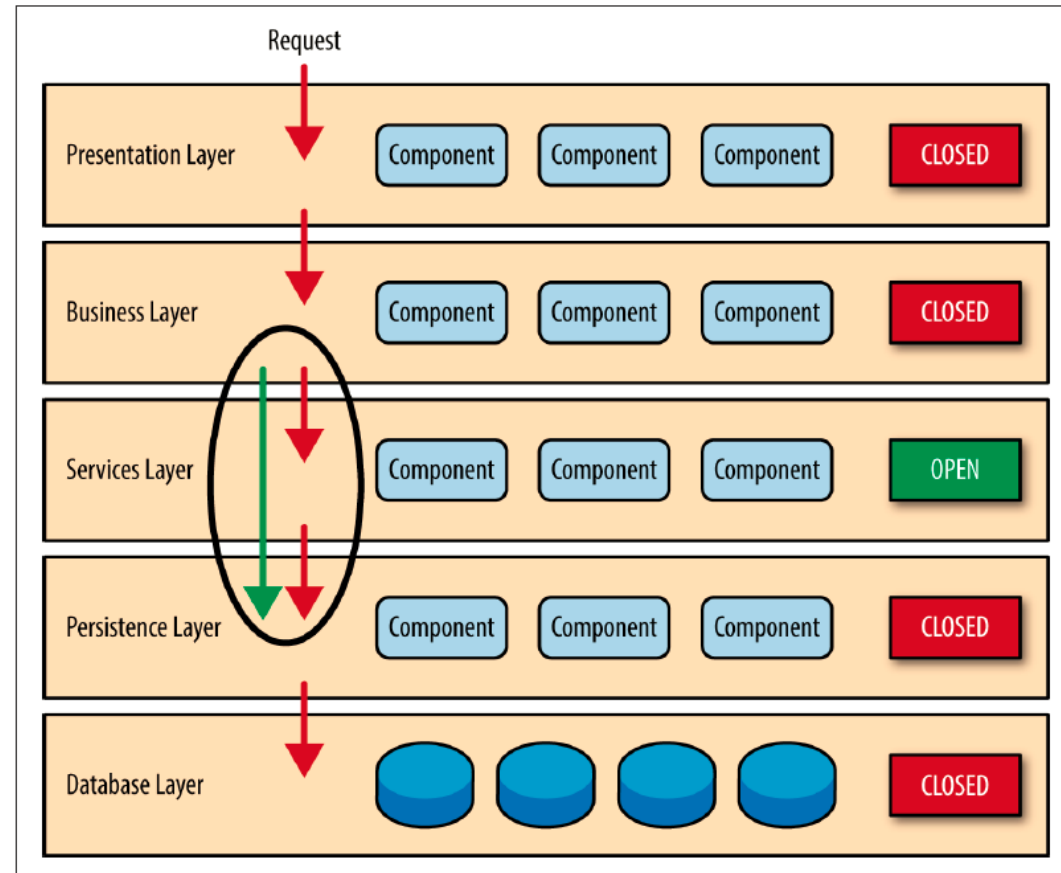 Request
Presentation Layer Component Component Component CLOSED
Business Layer Component Component Component CLOSED
Services Layer Component Component Component OPEN
Persistence Layer Component Component Component CLOSED
Database Layer CLOSED